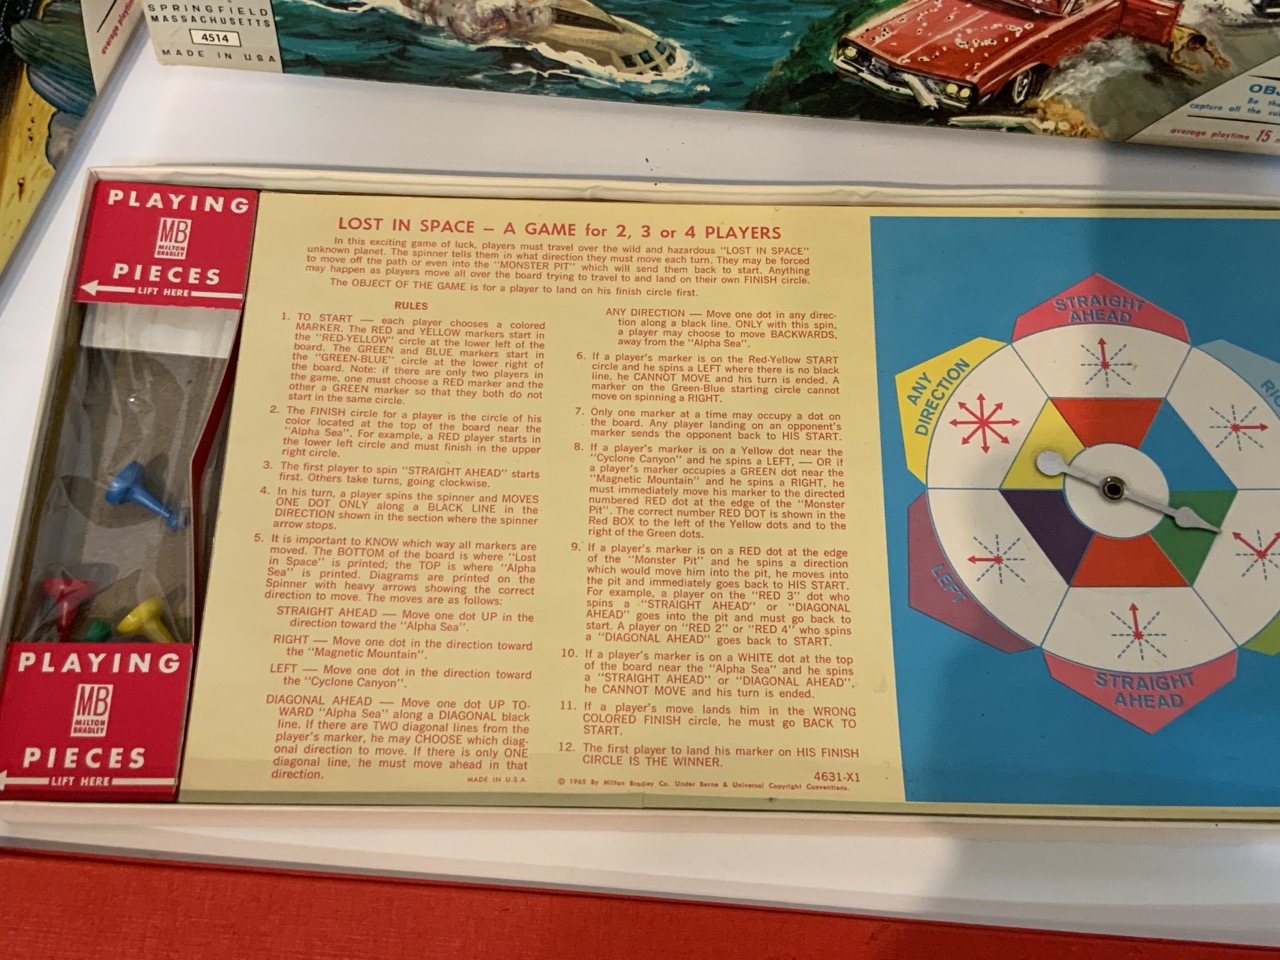 SPRINGFIELD
MASSACHUSETTS
4514
MADE IN USA
average playtime 15
capture all the
PLAYING
MB
MILTON
BRADLEY
PIECES
LIFT HERE
PLAYING
MB
MILTON
BRADLEY
PIECES
LIFT HERE
LOST IN SPACE — A GAME for 2, 3 or 4 PLAYERS
In this exciting game of luck, players must travel over the wild and hazardous "LOST IN SPACE"
unknown planet. The spinner tells them in what direction they must move each turn. They may be forced
to move off the path or even into the "MONSTER PIT" which will send them back to start. Anything
may happen as players move all over the board trying to travel to and land on their own FINISH circle.
The OBJECT OF THE GAME is for a player to land on his finish circle first.
RULES
1. TO START — each player chooses a colored
MARKER. The RED and YELLOW markers start in
the "RED-YELLOW" circle at the lower left of the
board. The GREEN and BLUE markers start in
the "GREEN-BLUE" circle at the lower right of
the board. Note: if there are only two players in
the game, one must choose a RED marker and the
other a GREEN marker so that they both do not
start in the same circle.
2. The FINISH circle for a player is the circle of his
color located at the top of the board near the
"Alpha Sea". For example, a RED player starts in
the lower left circle and must finish in the upper
right circle.
3. The first player to spin "STRAIGHT AHEAD" starts
first. Others take turns, going clockwise.
4. In his turn, a player spins the spinner and MOVES
ONE DOT ONLY along a BLACK LINE in the
DIRECTION shown in the section where the spinner
arrow stops.
5. It is important to KNOW which way all markers are
moved. The BOTTOM of the board is where "Lost
in Space" is printed; the TOP is where "Alpha
Sea" is printed. Diagrams are printed on the
Spinner with heavy arrows showing the correct
direction to move. The moves are as follows:
STRAIGHT AHEAD — Move one dot UP in the
direction toward the "Alpha Sea".
RIGHT — Move one dot in the direction toward
the "Magnetic Mountain".
LEFT — Move one dot in the direction toward
the "Cyclone Canyon".
DIAGONAL AHEAD — Move one dot UP TO-
WARD "Alpha Sea" along a DIAGONAL black
line. If there are TWO diagonal lines from the
player's marker, he may CHOOSE which diag-
onal direction to move. If there is only ONE
diagonal line, he must move ahead in that
direction.
MADE IN U.S.A.
ANY DIRECTION — Move one dot in any direc-
tion along a black line. ONLY with this spin,
a player may choose to move BACKWARDS,
away from the "Alpha Sea".
6. If a player's marker is on the Red-Yellow START
circle and he spins a LEFT where there is no black
line, he CANNOT MOVE and his turn is ended. A
marker on the Green-Blue starting circle cannot
move on spinning a RIGHT.
7. Only one marker at a time may occupy a dot on
the board. Any player landing on an opponent's
marker sends the opponent back to HIS START.
8. If a player's marker is on a Yellow dot near the
"Cyclone Canyon" and he spins a LEFT, — OR if
a player's marker occupies a GREEN dot near the
"Magnetic Mountain" and he spins a RIGHT, he
must immediately move his marker to the directed
numbered RED dot at the edge of the "Monster
Pit". The correct number RED DOT is shown in the
Red BOX to the left of the Yellow dots and to the
right of the Green dots.
9. If a player's marker is on a RED dot at the edge
of the "Monster Pit" and he spins a direction
which would move him into the pit, he moves into
the pit and immediately goes back to HIS START.
For example, a player on the "RED 3" dot who
spins a "STRAIGHT AHEAD" or "DIAGONAL
AHEAD" goes into the pit and must go back to
start. A player on "RED 2" or "RED 4" who spins
a "DIAGONAL AHEAD" goes back to START.
10. If a player's marker is on a WHITE dot at the top
of the board near the "Alpha Sea" and he spins
a "STRAIGHT AHEAD" or "DIAGONAL AHEAD",
he CANNOT MOVE and his turn is ended.
11. If a player's move lands him in the WRONG
COLORED FINISH circle, he must go BACK TO
START.
12. The first player to land his marker on HIS FINISH
CIRCLE IS THE WINNER.
4631-X1
© 1965 By Milton Bradley Co. Under Berne & Universal Copyright Conventions.
STRAIGHT
AHEAD
ANY
DIRECTION
LEFT
STRAIGHT
AHEAD